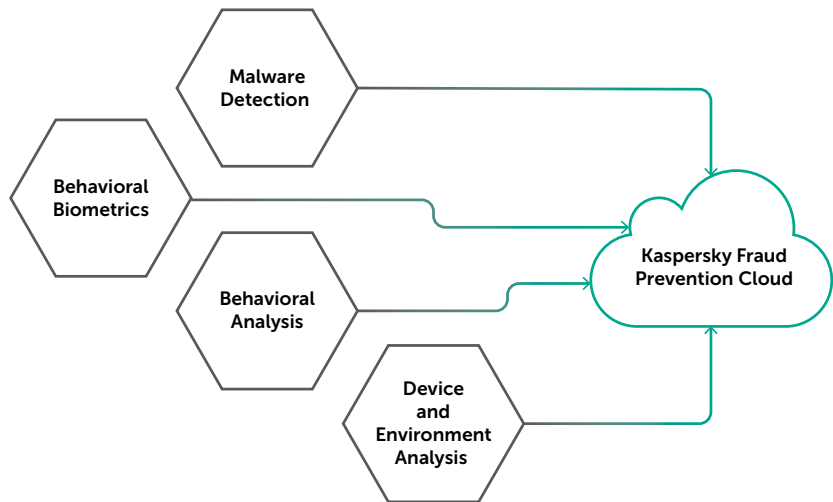 Malware
Detection
Behavioral
Biometrics
Kaspersky Fraud
Prevention Cloud
Behavioral
Analysis
Device
and
Environment
Analysis